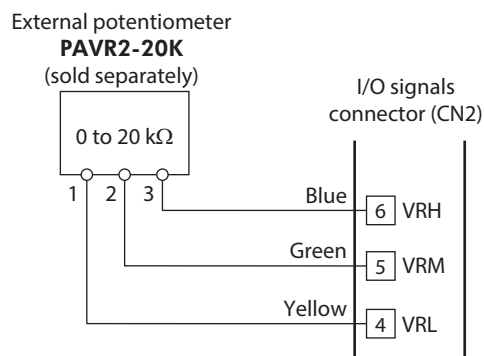 External potentiometer
PAVR2-20K
(sold separately)
I/O signals
connector (CN2)
0 to 20 kΩ
1 2 3
Blue 6 VRH
Green 5 VRM
Yellow 4 VRL